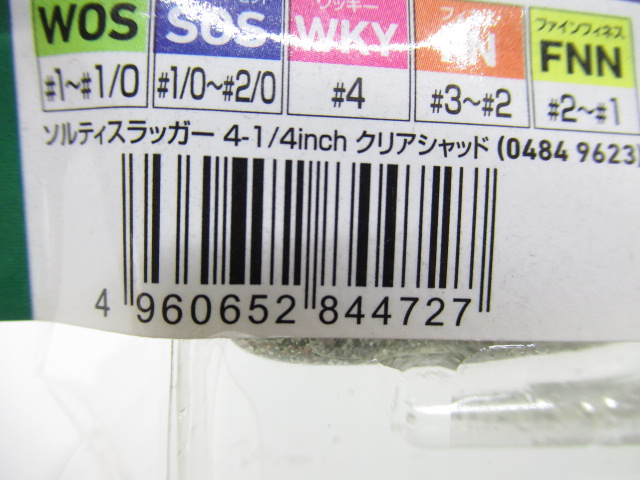 WOS SOS WKY FNN
#1~#1/0 #1/0~#2/0 #4 #3~#2 #2~#1
ファインフィネス
ソルティスラッガー 4-1/4inch クリアシャッド (0484 9623)
4 960652 844727